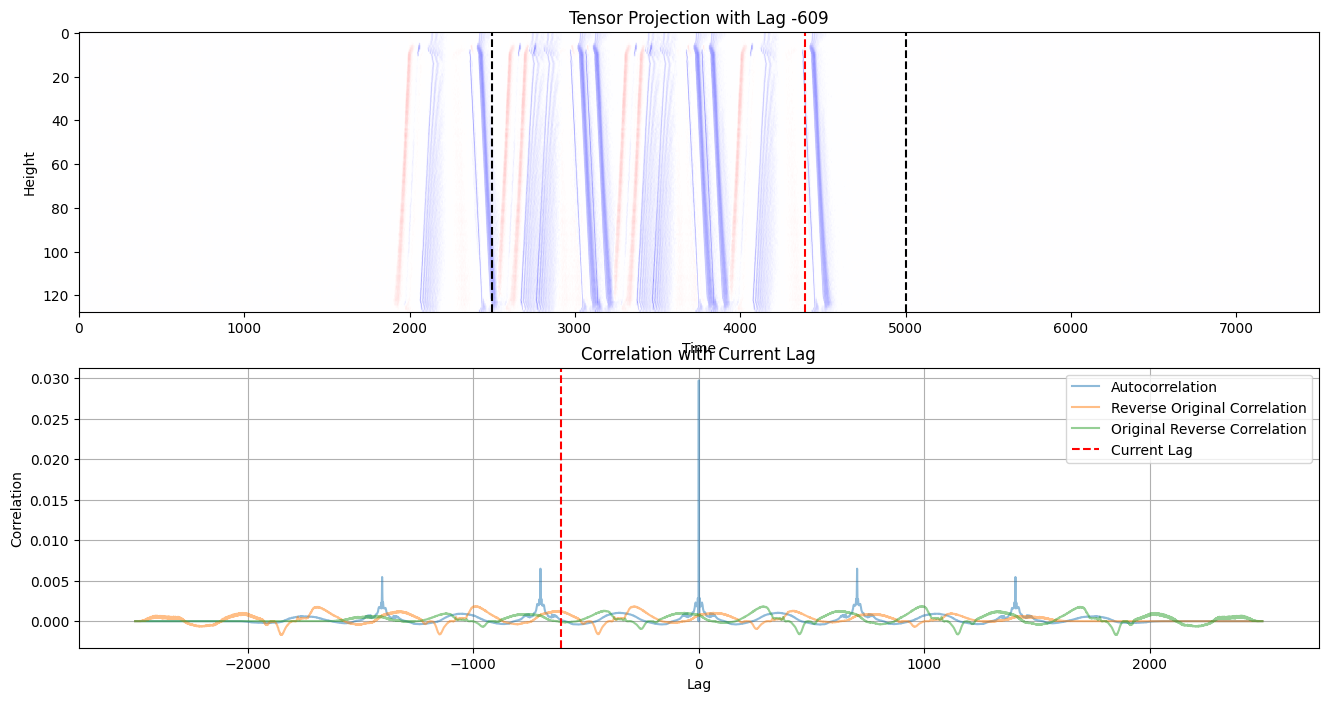 Tensor Projection with Lag -609
Height
0
20
40
60
80
100
120
0 1000 2000 3000 4000 5000 6000 7000
Time
Correlation with Current Lag
Correlation
0.030
0.025
0.020
0.015
0.010
0.005
0.000
Autocorrelation
Reverse Original Correlation
Original Reverse Correlation
Current Lag
−2000 −1000 0 1000 2000
Lag